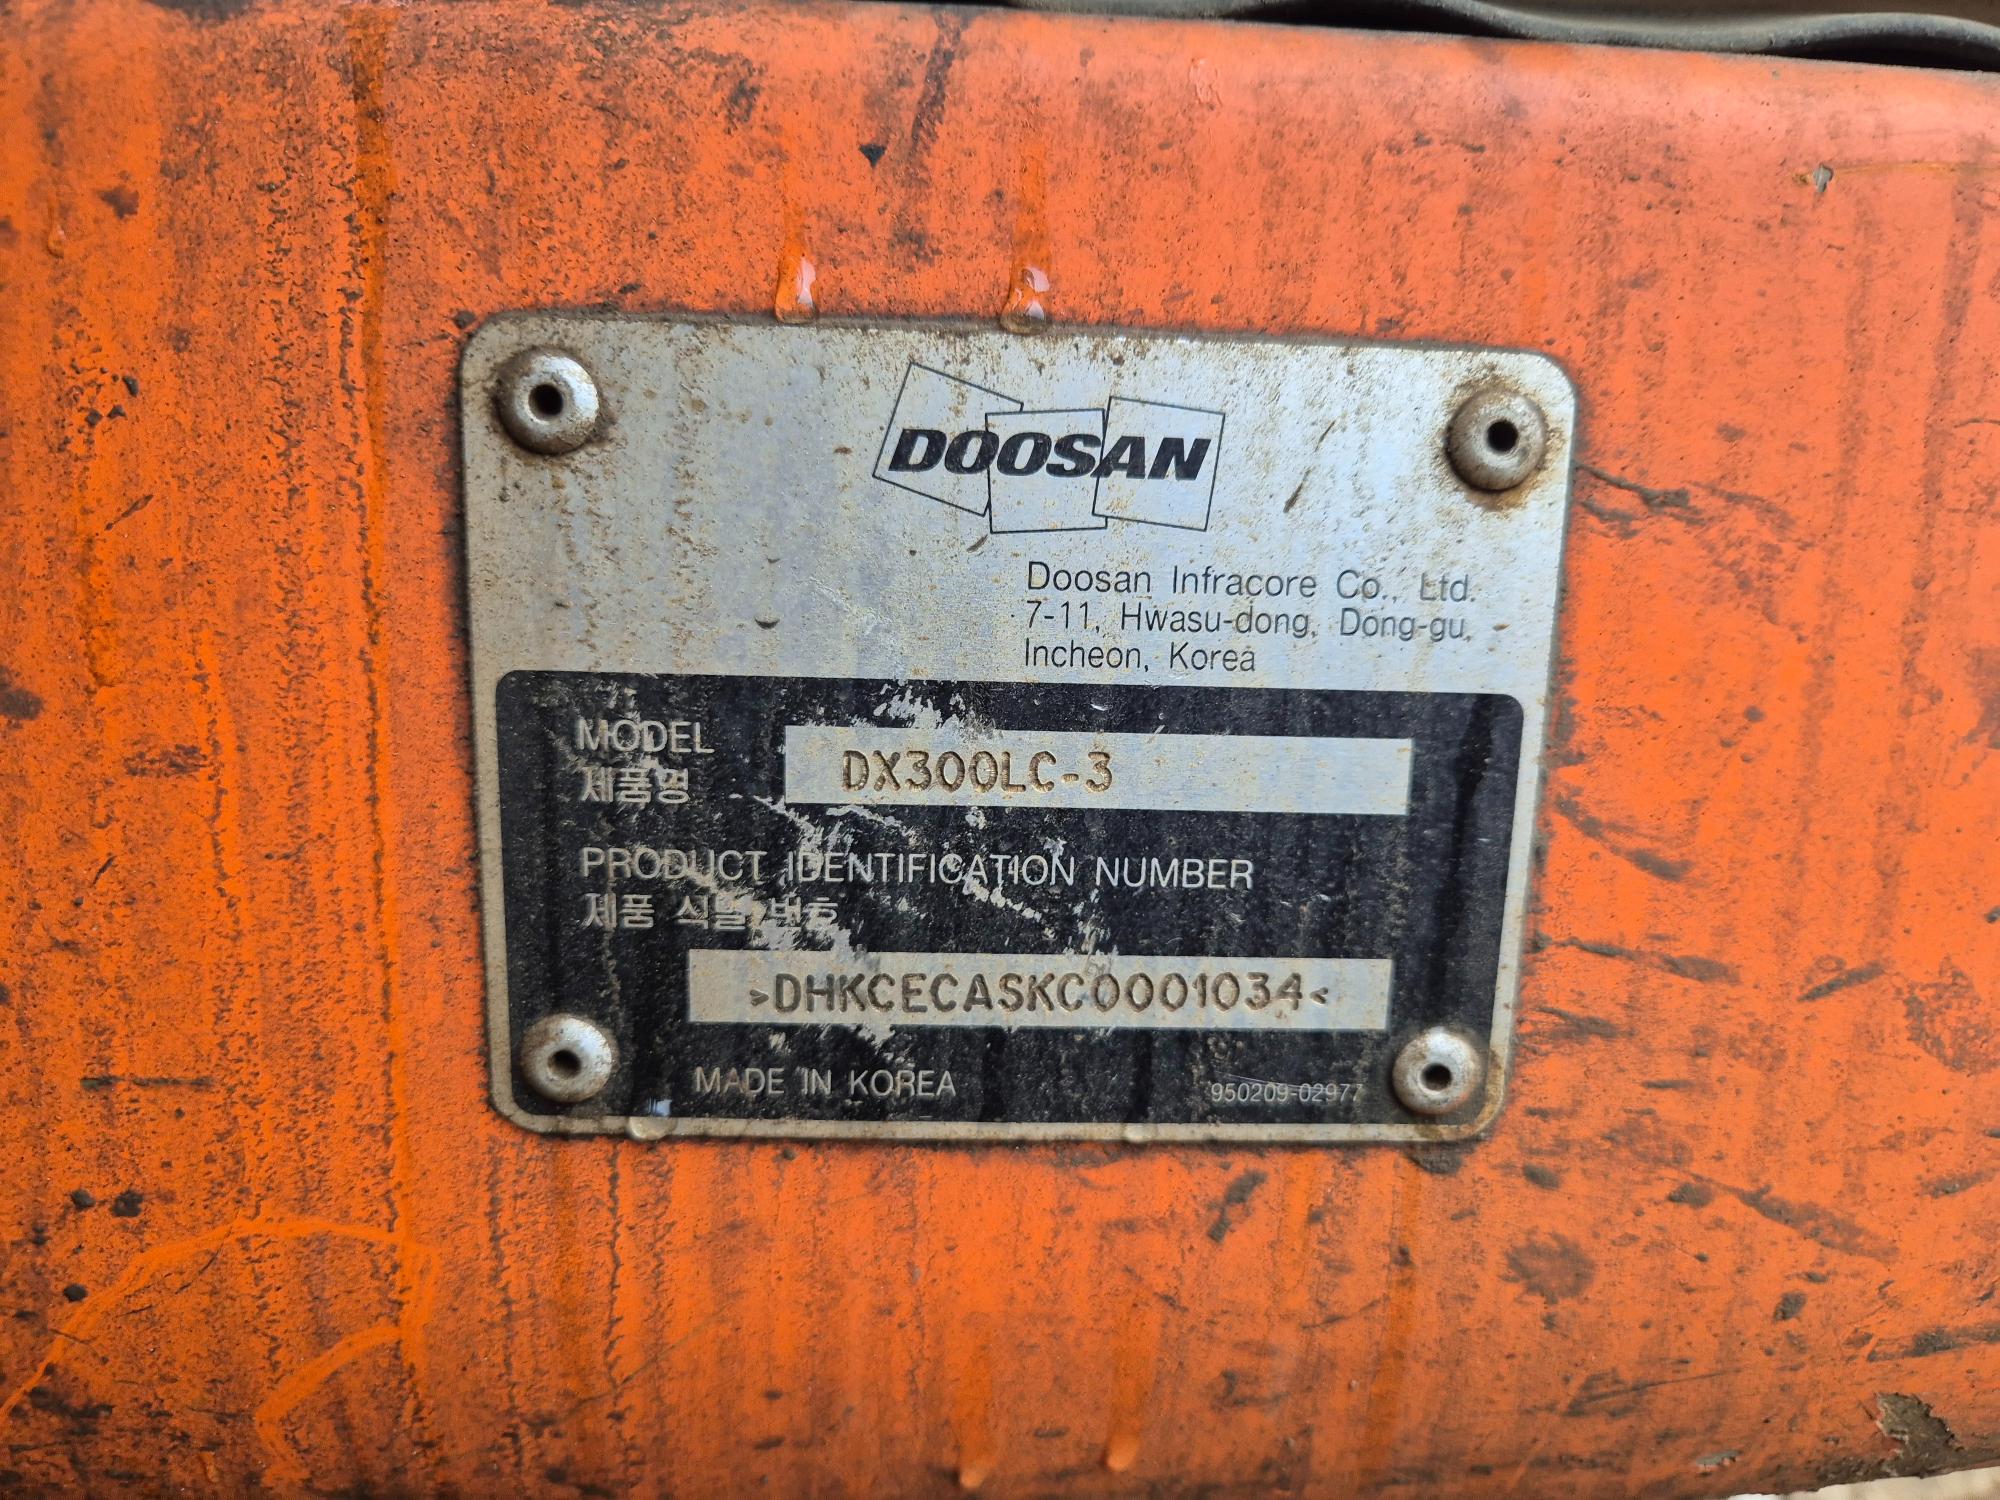 DOOSAN
Doosan Infracore Co., Ltd.
7-11, Hwasu-dong, Dong-gu,
Incheon, Korea
MODEL
제품명
DX300LC-3
PRODUCT IDENTIFICATION NUMBER
제품 식별 번호
>DHKCECASKC0001034<
MADE IN KOREA
950209-02977